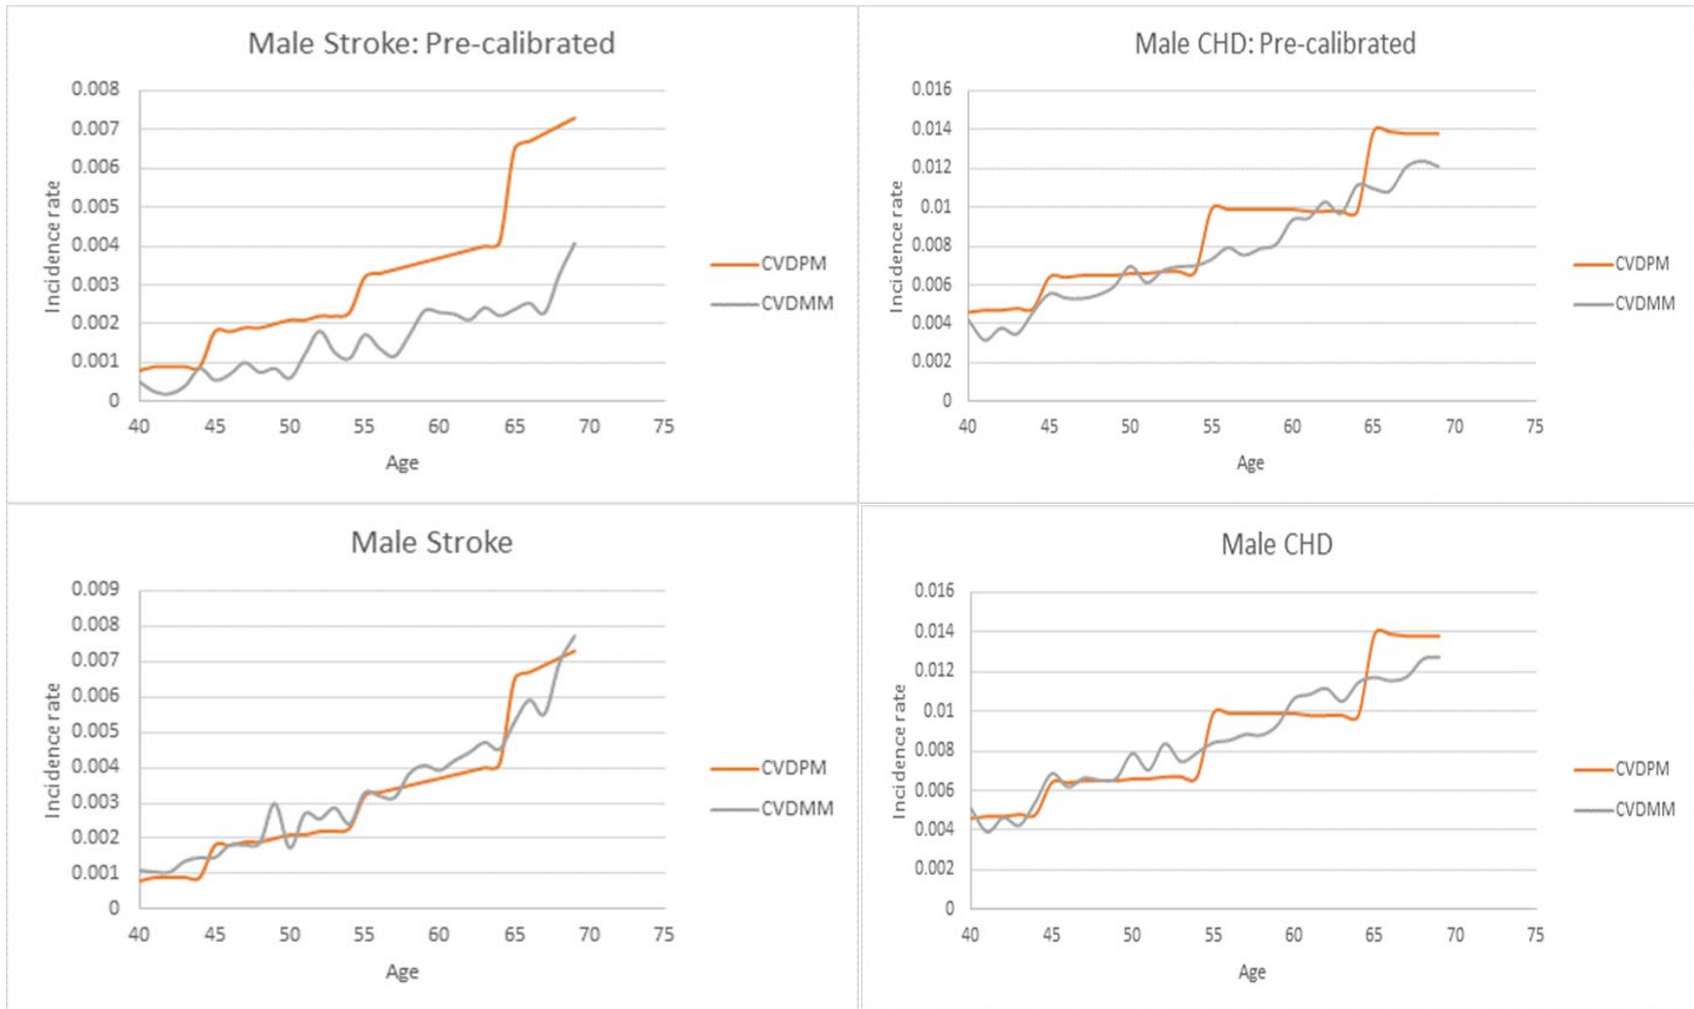 Male Stroke: Pre-calibrated
0.008
0.007
0.006
0.005
0.004
0.003
0.002
0.001
0
Incidence rate
40 45 50 55 60 65 70 75
Age
CVDPM
CVDMM
Male CHD: Pre-calibrated
0.016
0.014
0.012
0.01
0.008
0.006
0.004
0.002
0
Incidence rate
40 45 50 55 60 65 70 75
Age
CVDPM
CVDMM
Male Stroke
0.009
0.008
0.007
0.006
0.005
0.004
0.003
0.002
0.001
0
Incidence rate
40 45 50 55 60 65 70 75
Age
CVDPM
CVDMM
Male CHD
0.016
0.014
0.012
0.01
0.008
0.006
0.004
0.002
0
Incidence rate
40 45 50 55 60 65 70 75
Age
CVDPM
CVDMM